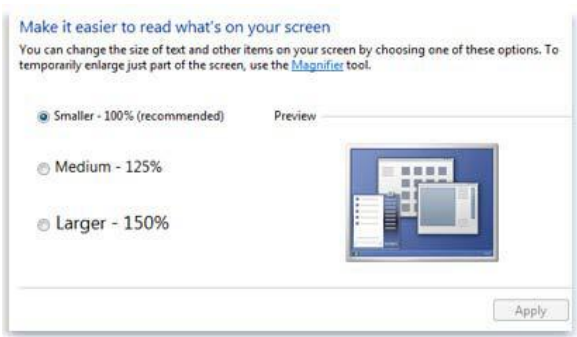 Make it easier to read what's on your screen
You can change the size of text and other items on your screen by choosing one of these options. To
temporarily enlarge just part of the screen, use the Magnifier tool.
Smaller - 100% (recommended)
Preview
Medium - 125%
Larger - 150%
Apply